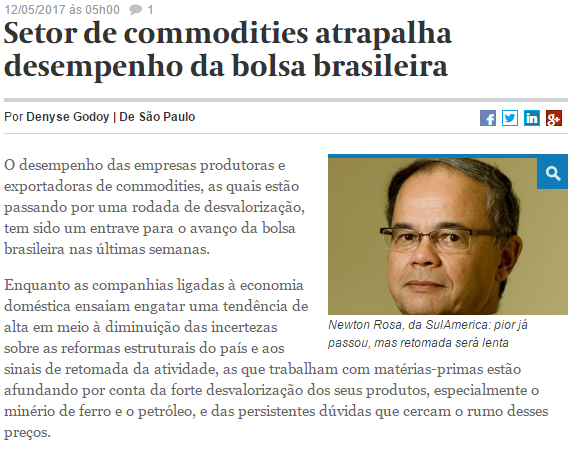 12/05/2017 às 05h00 1
Setor de commodities atrapalha
desempenho da bolsa brasileira
Por Denyse Godoy | De São Paulo
O desempenho das empresas produtoras e
exportadoras de commodities, as quais estão
passando por uma rodada de desvalorização,
tem sido um entrave para o avanço da bolsa
brasileira nas últimas semanas.
Newton Rosa, da SulAmerica: pior já
passou, mas retomada será lenta
Enquanto as companhias ligadas à economia
doméstica ensaiam engatar uma tendência de
alta em meio à diminuição das incertezas
sobre as reformas estruturais do país e aos
sinais de retomada da atividade, as que trabalham com matérias-primas estão
afundando por conta da forte desvalorização dos seus produtos, especialmente o
minério de ferro e o petróleo, e das persistentes dúvidas que cercam o rumo desses
preços.